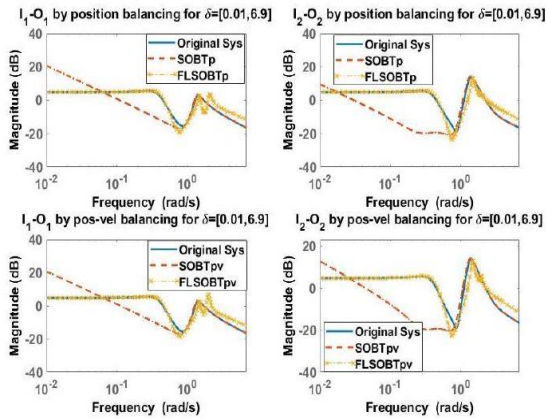 I₁-O₁ by position balancing for δ=[0.01,6.9]
Magnitude (dB)
40
20
0
-20
-40
Original Sys
SOBTp
FLSOBTp
10⁻² 10⁻¹ 10⁰
Frequency (rad/s)
I₂-O₂ by position balancing for δ=[0.01,6.9]
Magnitude (dB)
40
20
0
-20
-40
Original Sys
SOBTp
FLSOBTp
10⁻² 10⁻¹ 10⁰
Frequency (rad/s)
I₁-O₁ by pos-vel balancing for δ=[0.01,6.9]
Magnitude (dB)
40
20
0
-20
-40
Original Sys
SOBTpv
FLSOBTpv
10⁻² 10⁻¹ 10⁰
Frequency (rad/s)
I₂-O₂ by pos-vel balancing for δ=[0.01,6.9]
Magnitude (dB)
20
0
-20
-40
Original Sys
SOBTpv
FLSOBTpv
10⁻² 10⁻¹ 10⁰
Frequency (rad/s)